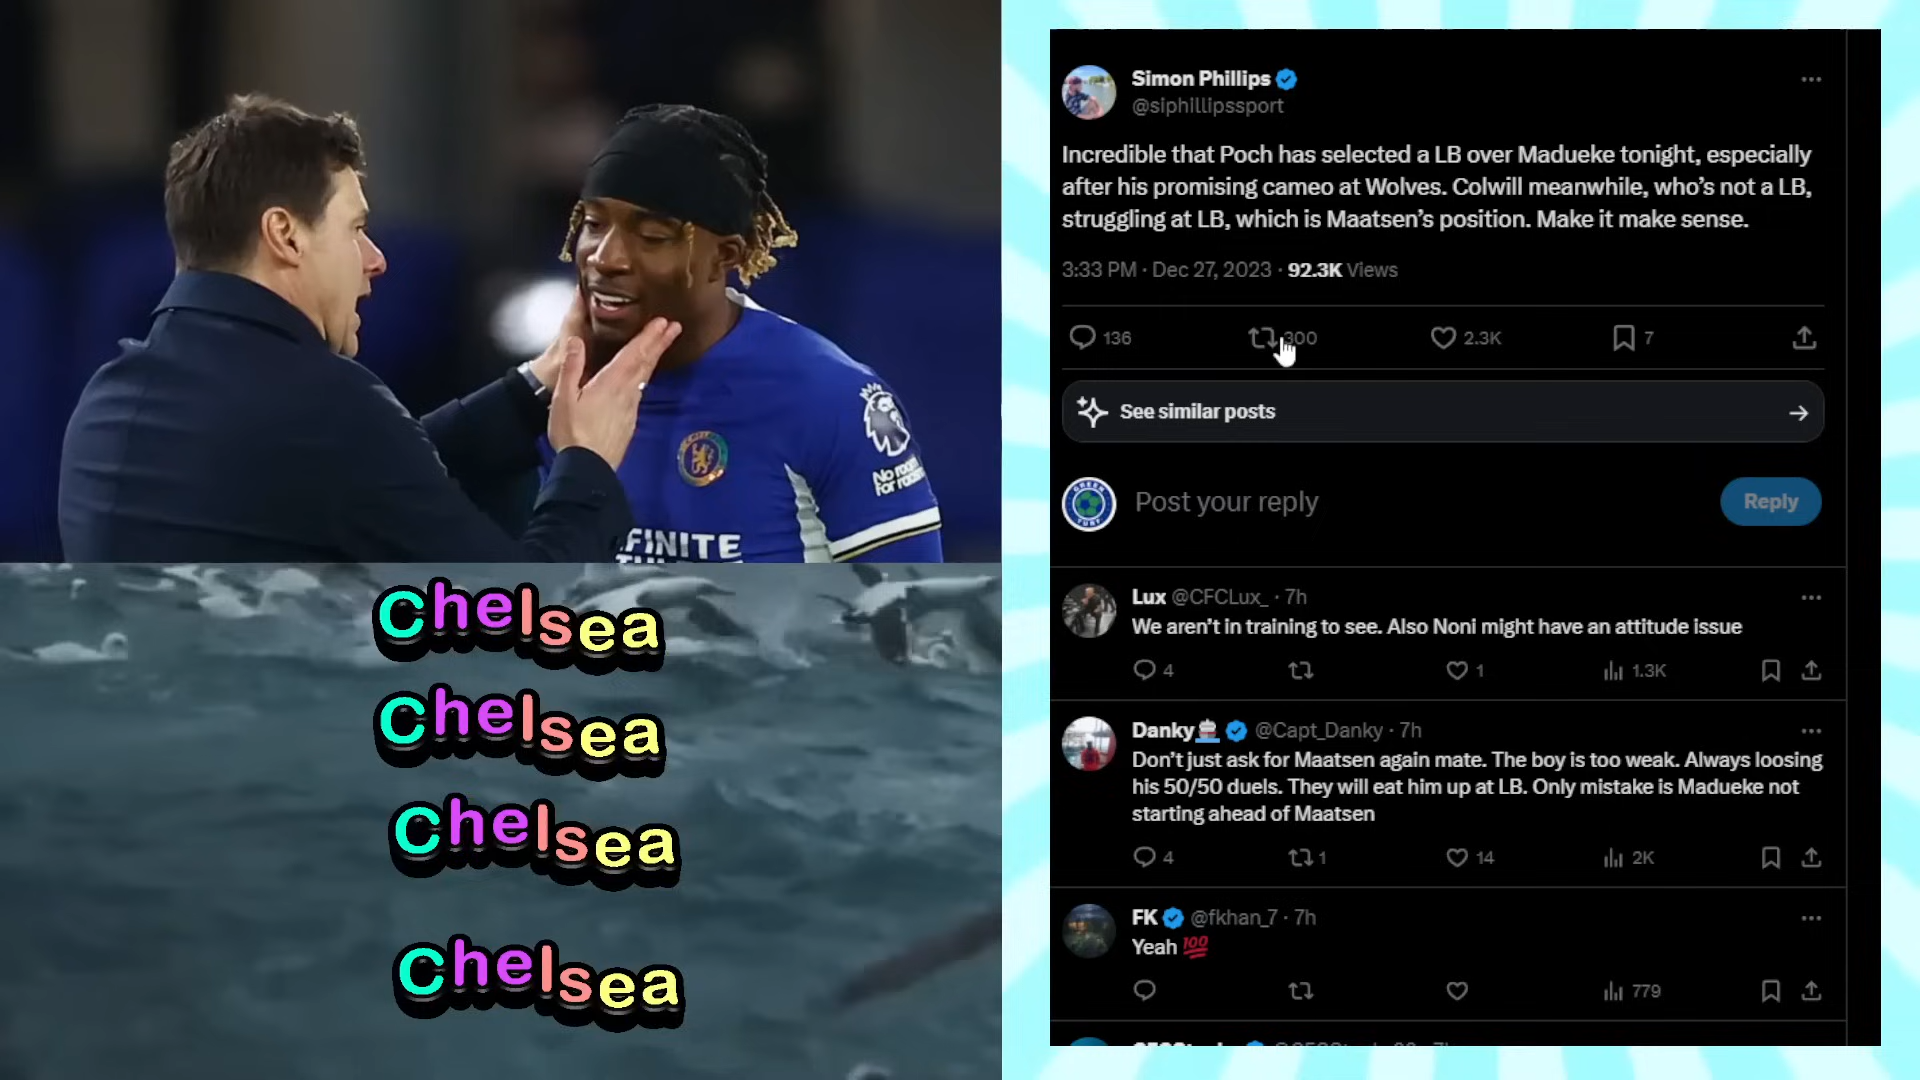 No room
For racism
FINITE
Chelsea
Chelsea
Chelsea
Chelsea
Simon Phillips
@siphillipssport
Incredible that Poch has selected a LB over Madueke tonight, especially
after his promising cameo at Wolves. Colwill meanwhile, who's not a LB,
struggling at LB, which is Maatsen's position. Make it make sense.
3:33 PM · Dec 27, 2023 · 92.3K Views
136 300 2.3K 7
See similar posts
Post your reply
Reply
Lux @CFCLux_ · 7h
We aren't in training to see. Also Noni might have an attitude issue
4 1 1.3K
Danky @Capt_Danky · 7h
Don't just ask for Maatsen again mate. The boy is too weak. Always loosing
his 50/50 duels. They will eat him up at LB. Only mistake is Madueke not
starting ahead of Maatsen
4 1 14 2K
FK @fkhan_7 · 7h
Yeah 💯
779